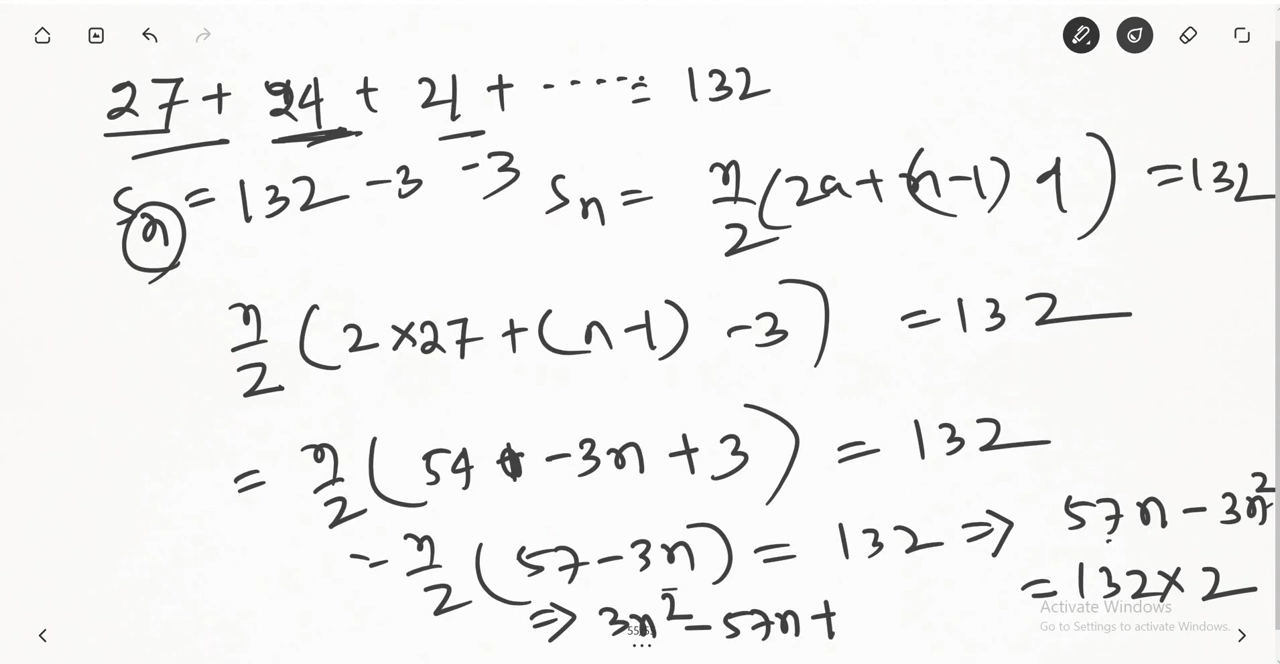 27 + 24 + 21 + ..... = 132
Sn = 132 -3 -3 Sn = n/2 (2a + (n-1) d) = 132
n/2 (2 × 27 + (n-1) -3) = 132
= n/2 (54 -3n + 3) = 132
= n/2 (57 - 3n) = 132 ⇒ 57n - 3n²
= 132 × 2
⇒ 3n² - 57n +
Activate Windows
Go to Settings to activate Windows.